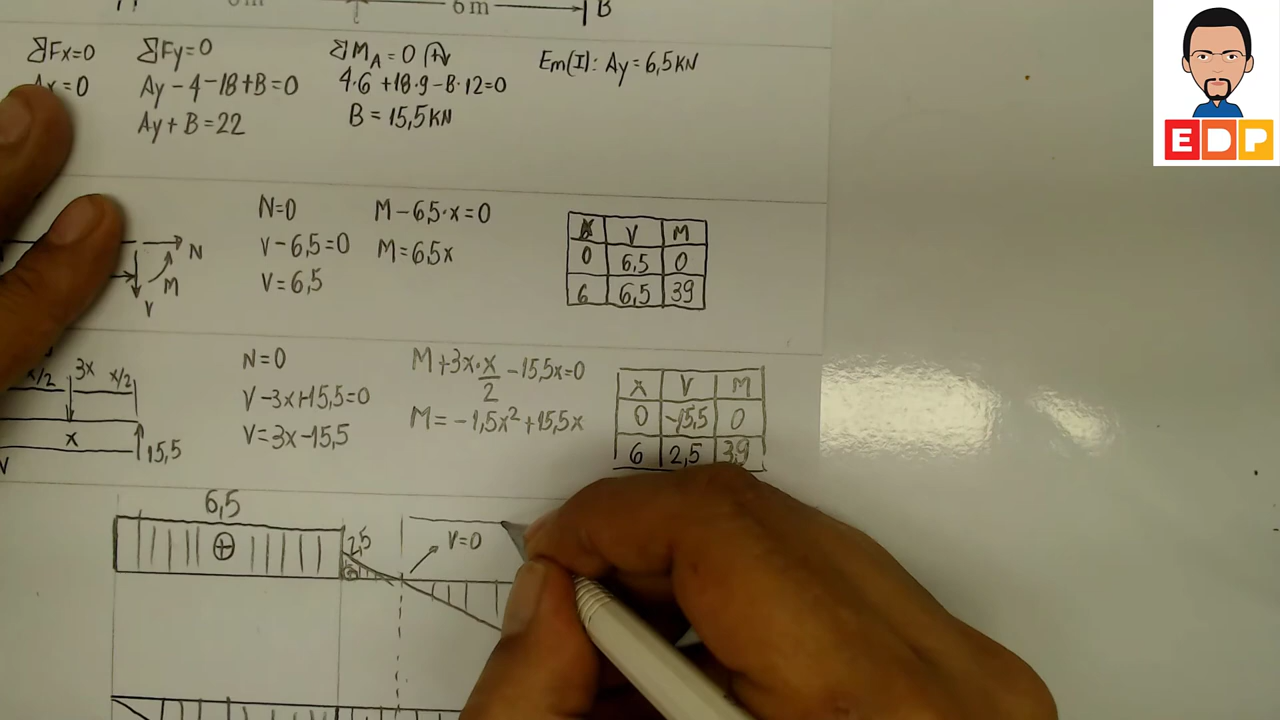 6m B
ΣFx=0 ΣFy=0 ΣM_A=0 Em(I): Ay=6,5KN
Ax=0 Ay-4-18+B=0 4·6+18·9-B·12=0
Ay+B=22 B=15,5KN
N=0 M-6,5·x=0
V-6,5=0 M=6,5x
V=6,5
N
M
V
x V M
0 6,5 0
6 6,5 39
x/2 3x x/2
x
15,5
V
N=0 M+3x·x/2-15,5x=0
V-3x+15,5=0 M=-1,5x²+15,5x
V=3x-15,5
X V M
0 -15,5 0
6 2,5 39
6,5
+
2,5
V=0
EDP